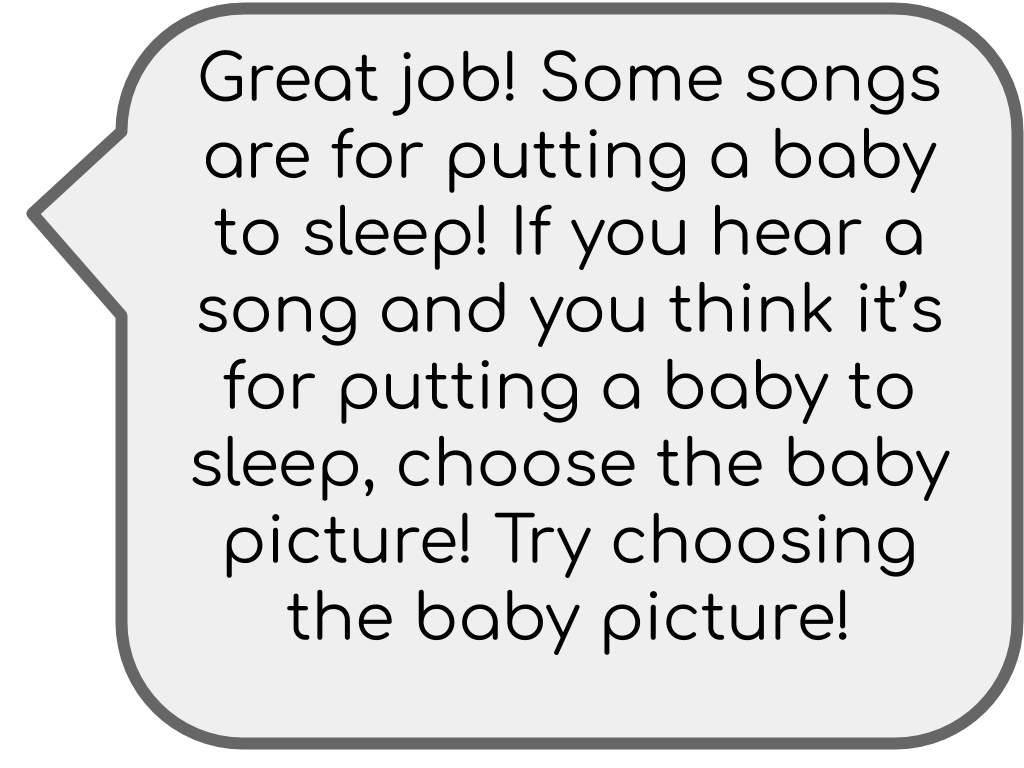 Great job! Some songs
are for putting a baby
to sleep! If you hear a
song and you think it’s
for putting a baby to
sleep, choose the baby
picture! Try choosing
the baby picture!